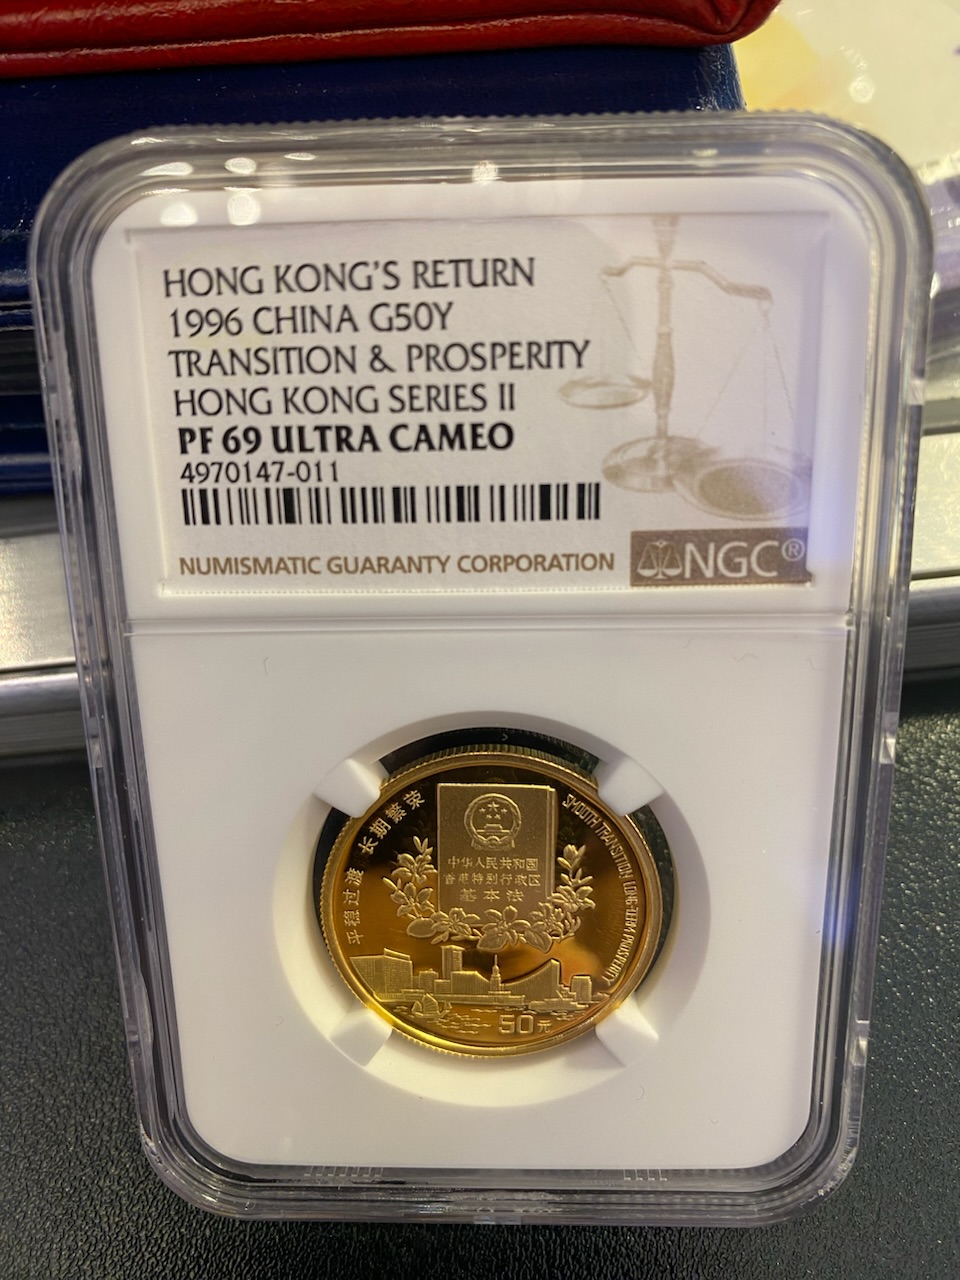 HONG KONG'S RETURN
1996 CHINA G50Y
TRANSITION & PROSPERITY
HONG KONG SERIES II
PF 69 ULTRA CAMEO
4970147-011
NUMISMATIC GUARANTY CORPORATION
NGC®
平稳过渡 长期繁荣
SMOOTH TRANSITION LONG-TERM PROSPERITY
中华人民共和国
香港特别行政区
基本法
50元